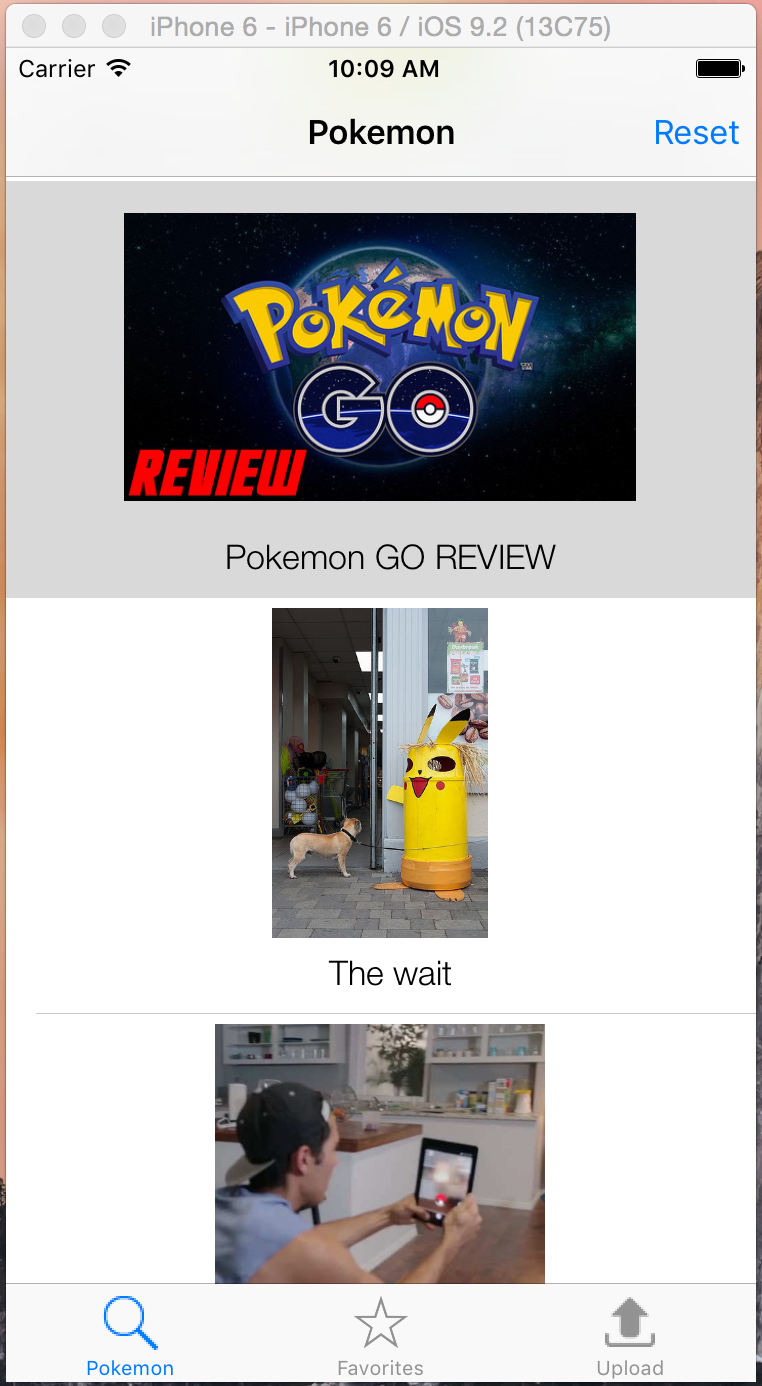 iPhone 6 - iPhone 6 / iOS 9.2 (13C75)
Carrier 10:09 AM
Pokemon Reset
POKéMON
GO
TM
REVIEW
Pokemon GO REVIEW
The wait
Pokemon Favorites Upload